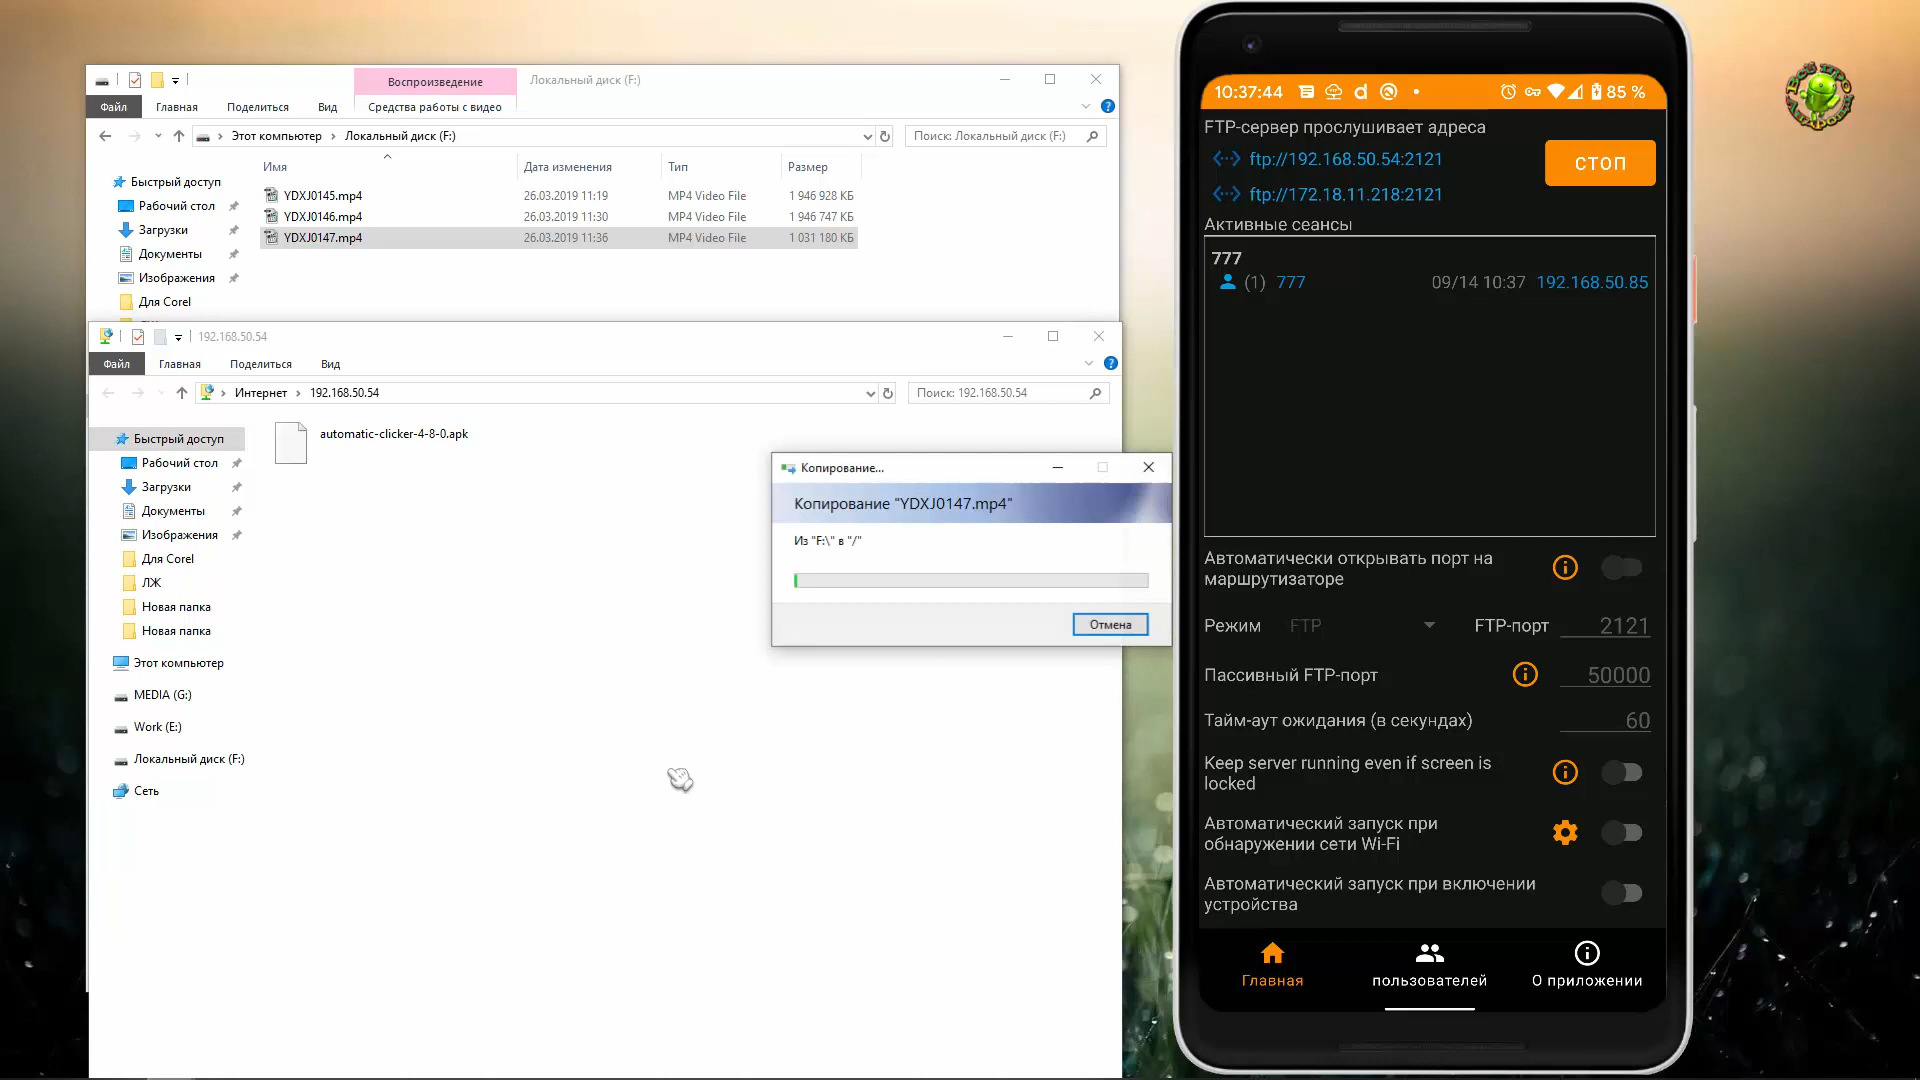 Воспроизведение
Локальный диск (F:)
Файл
Главная
Поделиться
Вид
Средства работы с видео
Этот компьютер
Локальный диск (F:)
Поиск: Локальный диск (F:)
Имя
Дата изменения
Тип
Размер
YDXJ0145.mp4 26.03.2019 11:19 MP4 Video File 1 946 928 КБ
YDXJ0146.mp4 26.03.2019 11:30 MP4 Video File 1 946 747 КБ
YDXJ0147.mp4 26.03.2019 11:36 MP4 Video File 1 031 180 КБ
Быстрый доступ
Рабочий стол
Загрузки
Документы
Изображения
Для Corel
192.168.50.54
Файл
Главная
Поделиться
Вид
Интернет
192.168.50.54
Поиск: 192.168.50.54
Быстрый доступ
Рабочий стол
Загрузки
Документы
Изображения
Для Corel
ЛЖ
Новая папка
Новая папка
Этот компьютер
MEDIA (G:)
Work (E:)
Локальный диск (F:)
Сеть
automatic-clicker-4-8-0.apk
Копирование...
Копирование "YDXJ0147.mp4"
Из "F:\" в "/"
Отмена
10:37:44
85 %
FTP-сервер прослушивает адреса
ftp://192.168.50.54:2121
СТОП
ftp://172.18.11.218:2121
Активные сеансы
777
(1) 777 09/14 10:37 192.168.50.85
Автоматически открывать порт на
маршрутизаторе
Режим FTP FTP-порт 2121
Пассивный FTP-порт 50000
Тайм-аут ожидания (в секундах) 60
Keep server running even if screen is
locked
Автоматический запуск при
обнаружении сети Wi-Fi
Автоматический запуск при включении
устройства
Главная
пользователей
О приложении